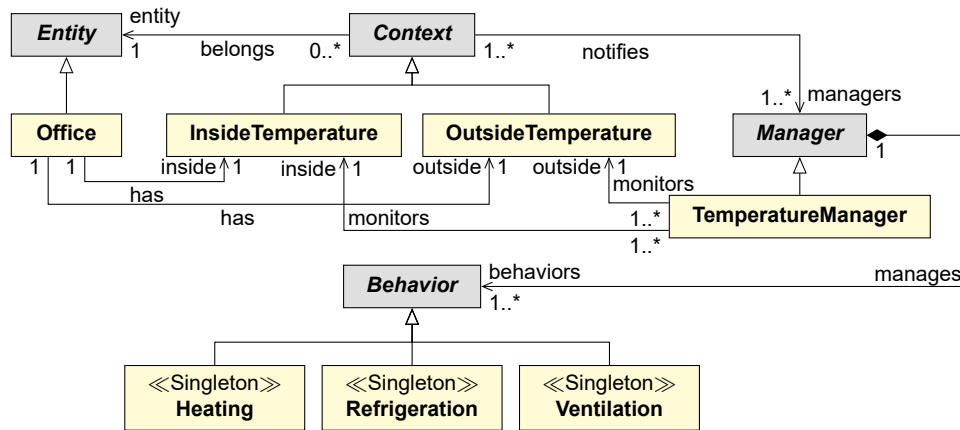 entity
Entity
Context
1
belongs
0..*
1..*
notifies
1..*
managers
Office
InsideTemperature
OutsideTemperature
Manager
1
1
1
inside
1
inside
1
outside
1
outside
1
has
monitors
has
monitors
1..*
TemperatureManager
1..*
behaviors
Behavior
manages
1..*
≪Singleton≫
Heating
≪Singleton≫
Refrigeration
≪Singleton≫
Ventilation